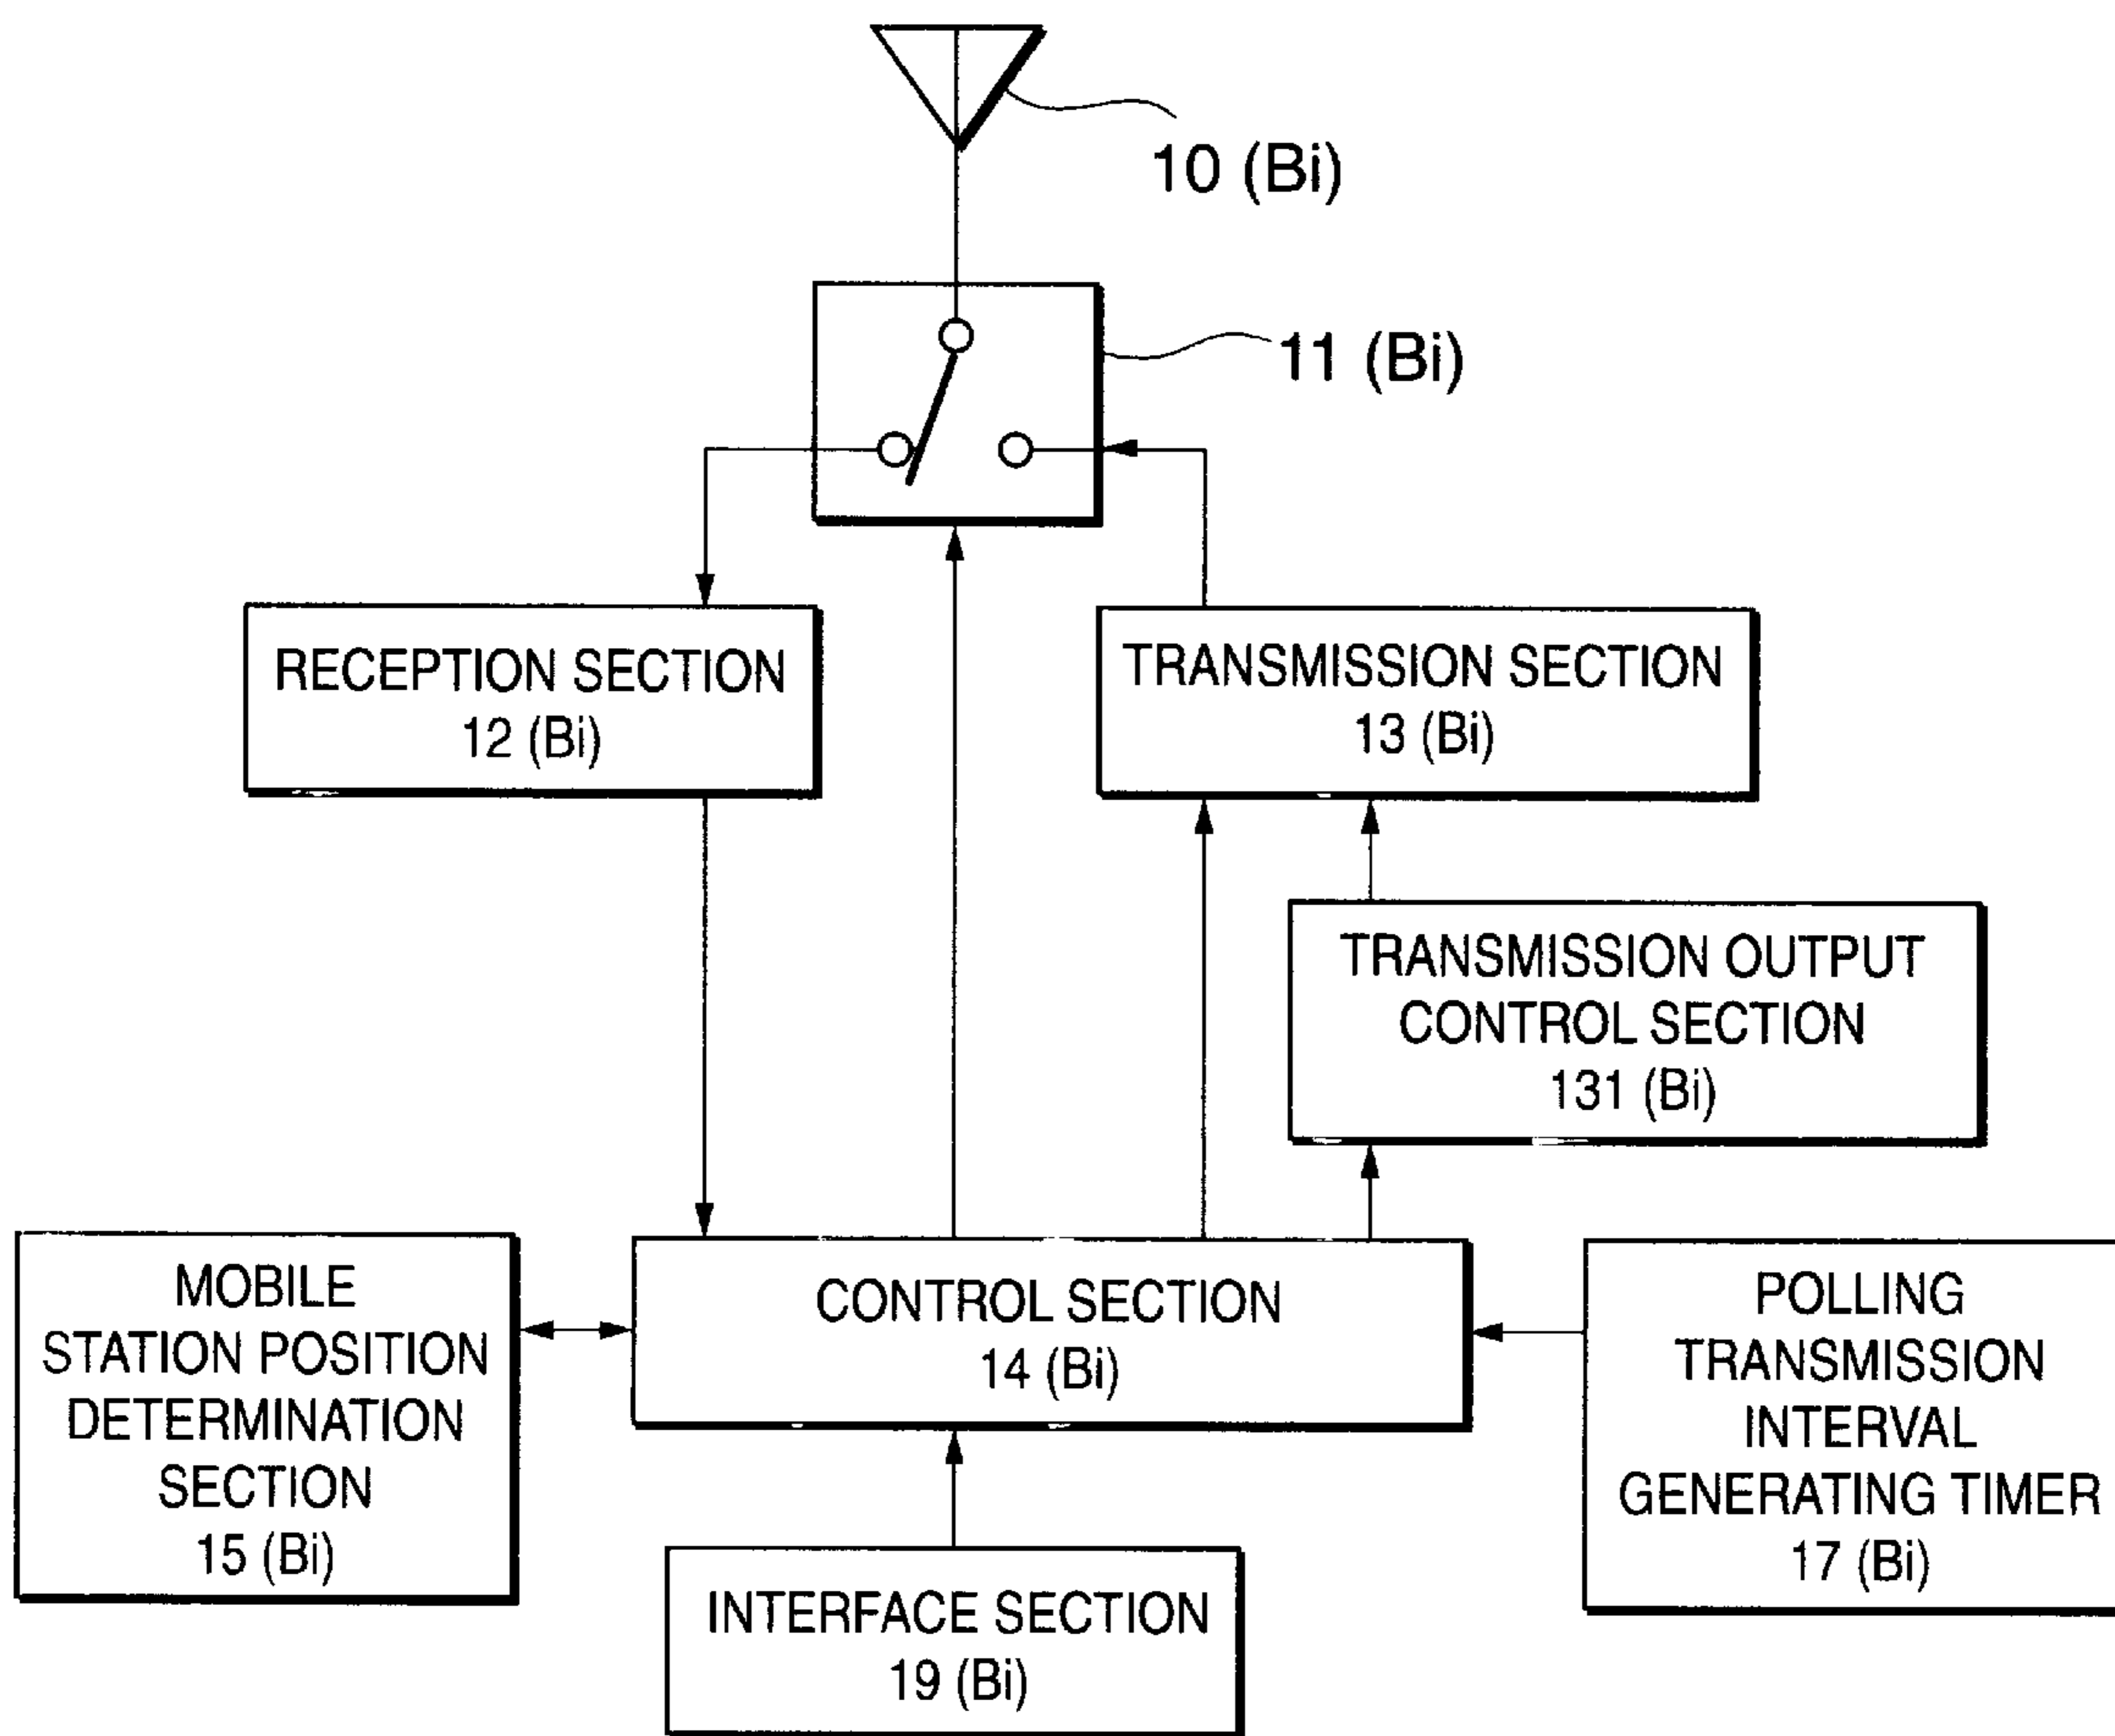 10 (Bi)
11 (Bi)
RECEPTION SECTION
12 (Bi)
TRANSMISSION SECTION
13 (Bi)
TRANSMISSION OUTPUT
CONTROL SECTION
131 (Bi)
MOBILE
STATION POSITION
DETERMINATION
SECTION
15 (Bi)
CONTROL SECTION
14 (Bi)
POLLING
TRANSMISSION
INTERVAL
GENERATING TIMER
17 (Bi)
INTERFACE SECTION
19 (Bi)